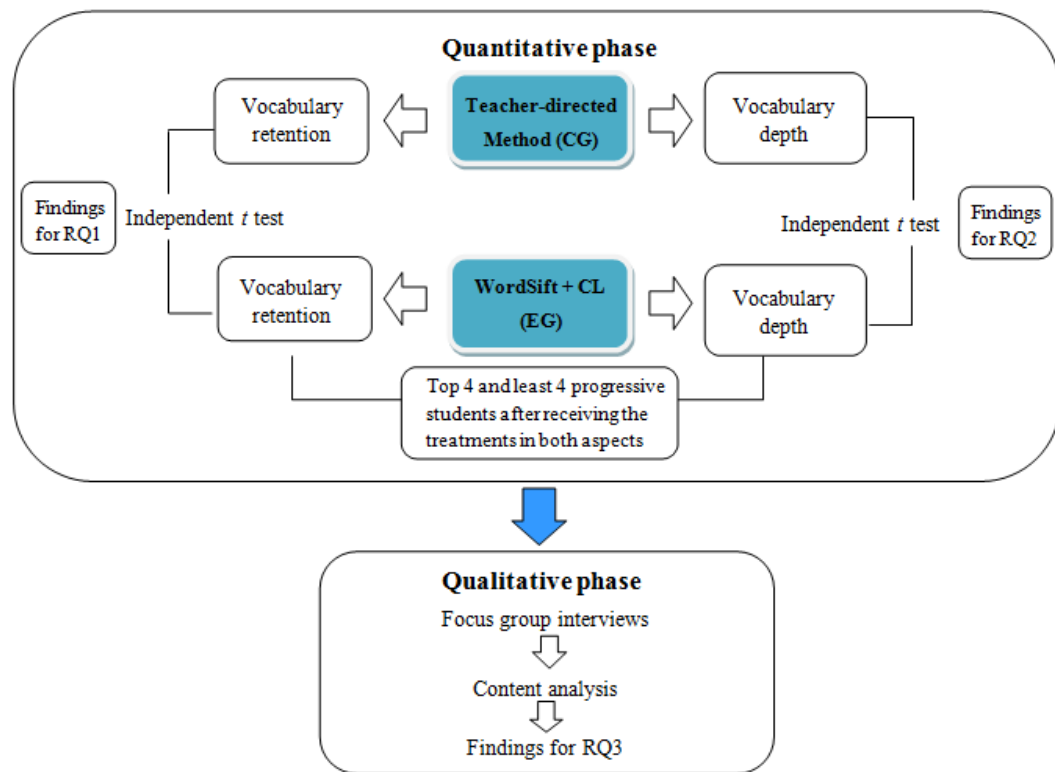 Quantitative phase
Vocabulary
retention
Teacher-directed
Method (CG)
Vocabulary
depth
Findings
for RQ1
Independent t test
Independent t test
Findings
for RQ2
Vocabulary
retention
WordSift + CL
(EG)
Vocabulary
depth
Top 4 and least 4 progressive
students after receiving the
treatments in both aspects
Qualitative phase
Focus group interviews
Content analysis
Findings for RQ3